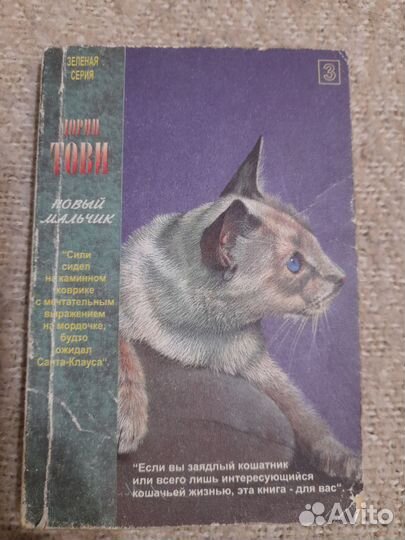 ЗЕЛЕНАЯ
СЕРИЯ
3
ДОРИН
ТОВИ
НОВЫЙ
МАЛЬЧИК
"Сили
сидел
на каминном
коврике
с мечтательным
выражением
на мордочке,
будто
ожидал
Санта-Клауса".
"Если вы заядлый кошатник
или всего лишь интересующийся
кошачьей жизнью, эта книга - для вас".
Avito